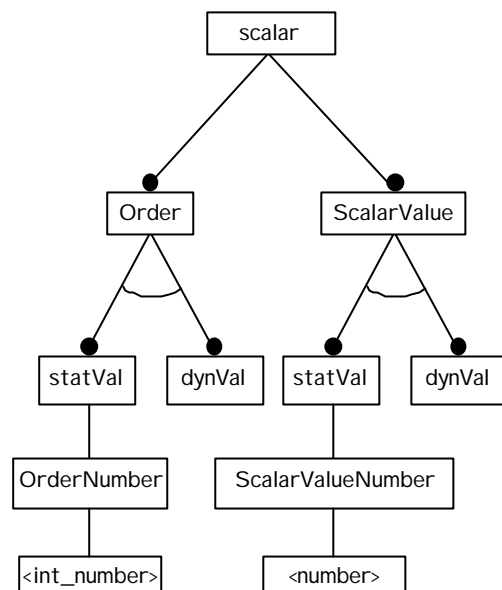 scalar
Order
ScalarValue
statVal
dynVal
statVal
dynVal
OrderNumber
ScalarValueNumber
<int_number>
<number>